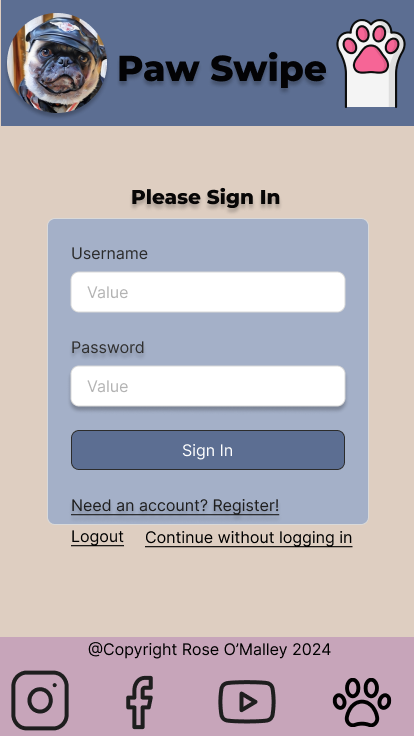 Paw Swipe
Please Sign In
Username
Value
Password
Value
Sign In
Need an account? Register!
Logout Continue without logging in
@Copyright Rose O’Malley 2024